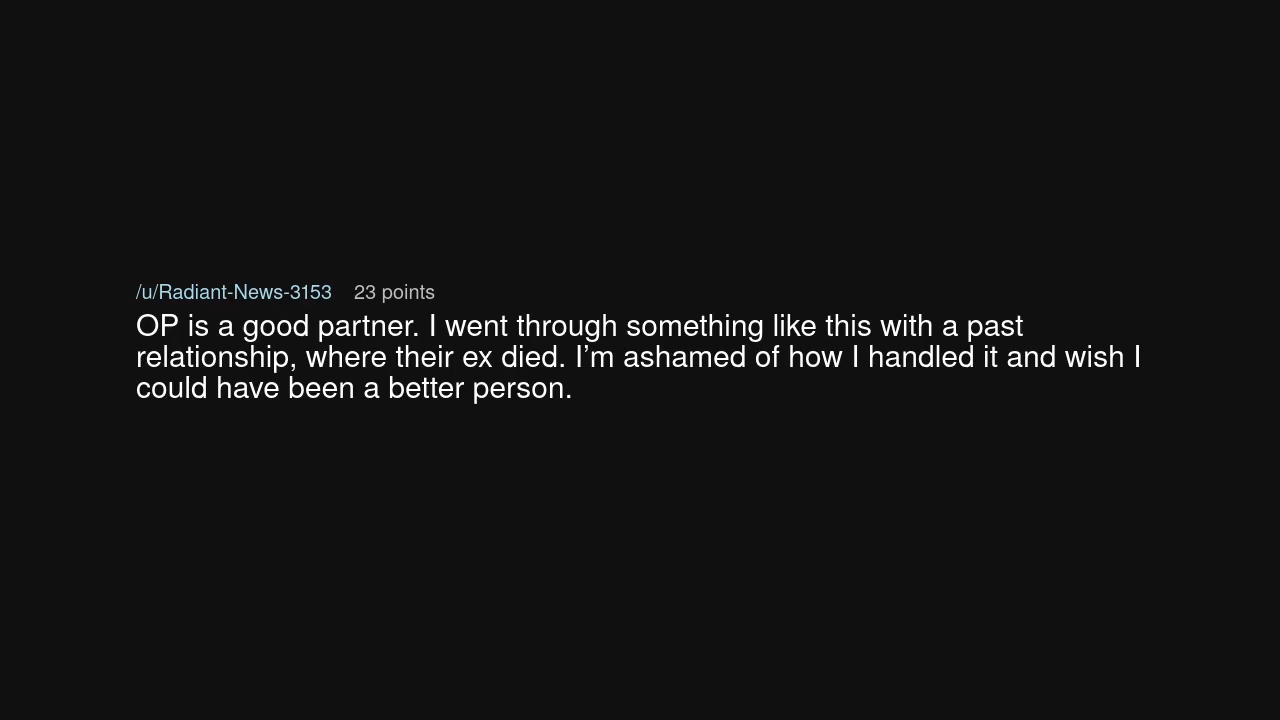 /u/Radiant-News-3153 23 points
OP is a good partner. I went through something like this with a past
relationship, where their ex died. I’m ashamed of how I handled it and wish I
could have been a better person.